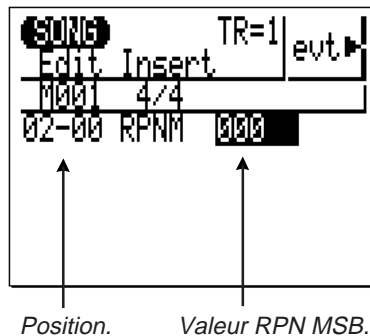 SONG TR=1 evt
Edit Insert
M001 4/4
02-00 RPNM 000
Position. Valeur RPN MSB.